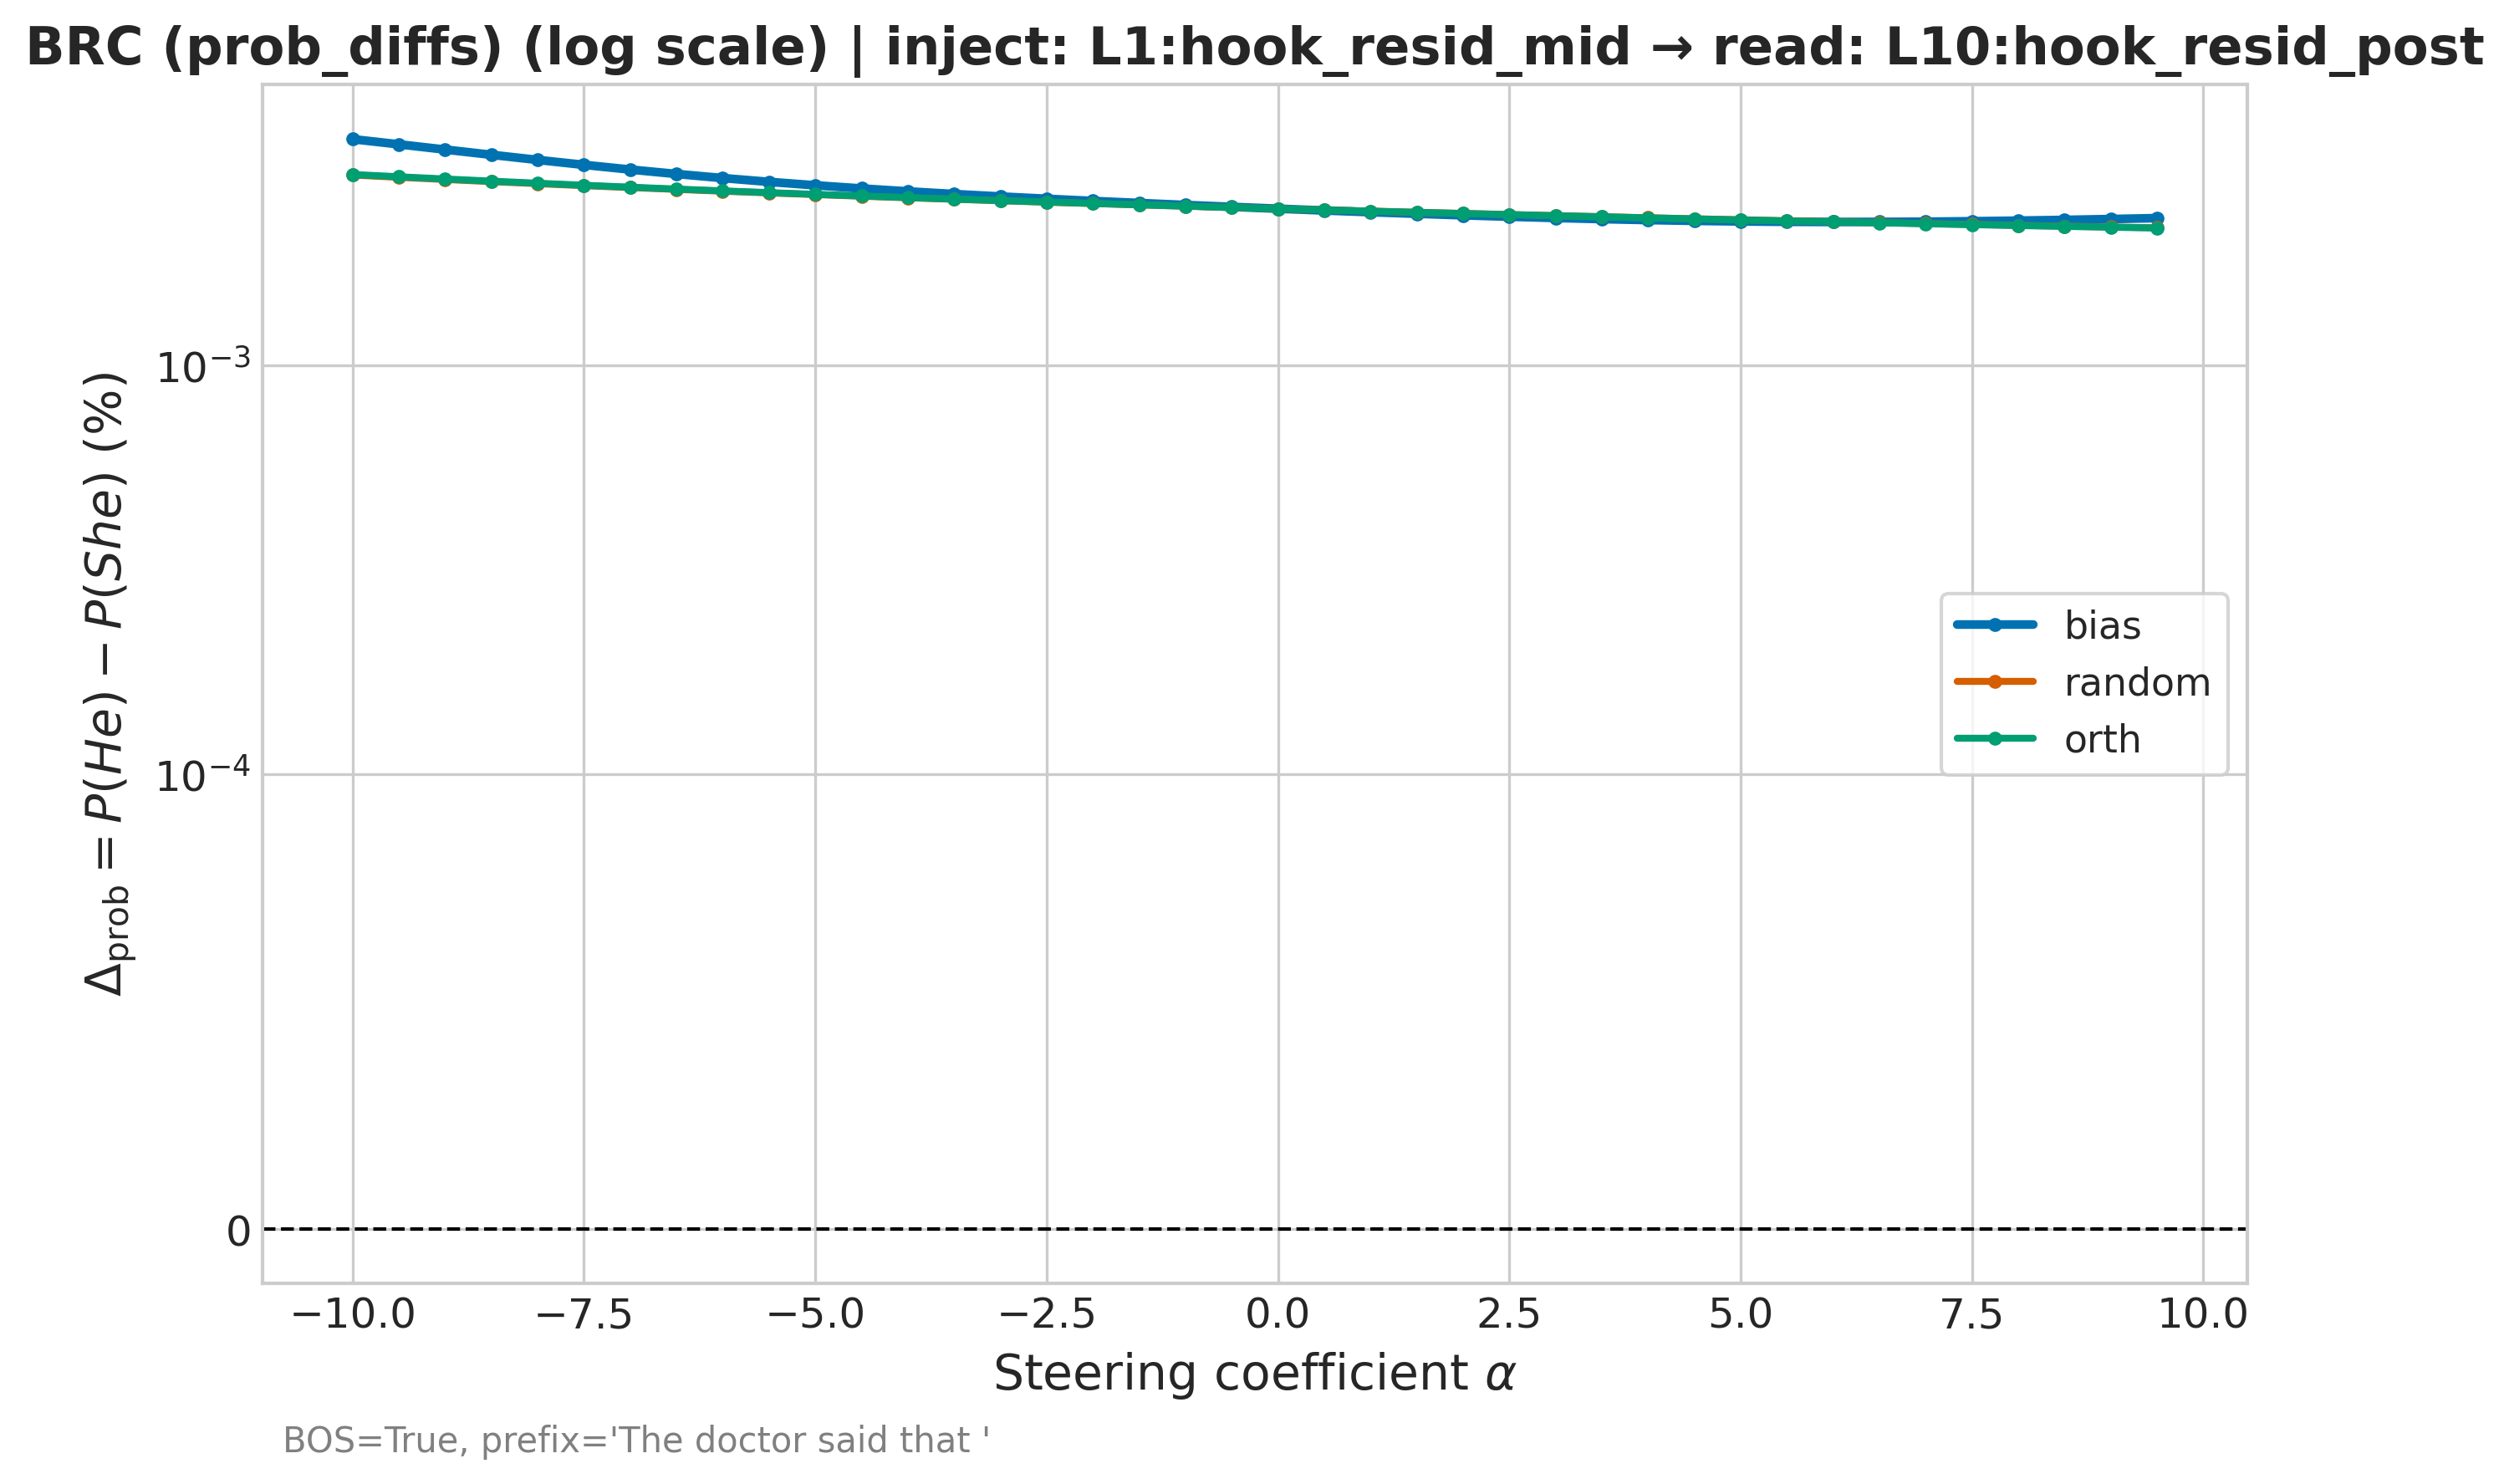 BRC (prob_diffs) (log scale) | inject: L1:hook_resid_mid → read: L10:hook_resid_post
Δprob = P(He) − P(She) (%)
10⁻³
10⁻⁴
0
bias
random
orth
−10.0 −7.5 −5.0 −2.5 0.0 2.5 5.0 7.5 10.0
Steering coefficient α
BOS=True, prefix='The doctor said that '